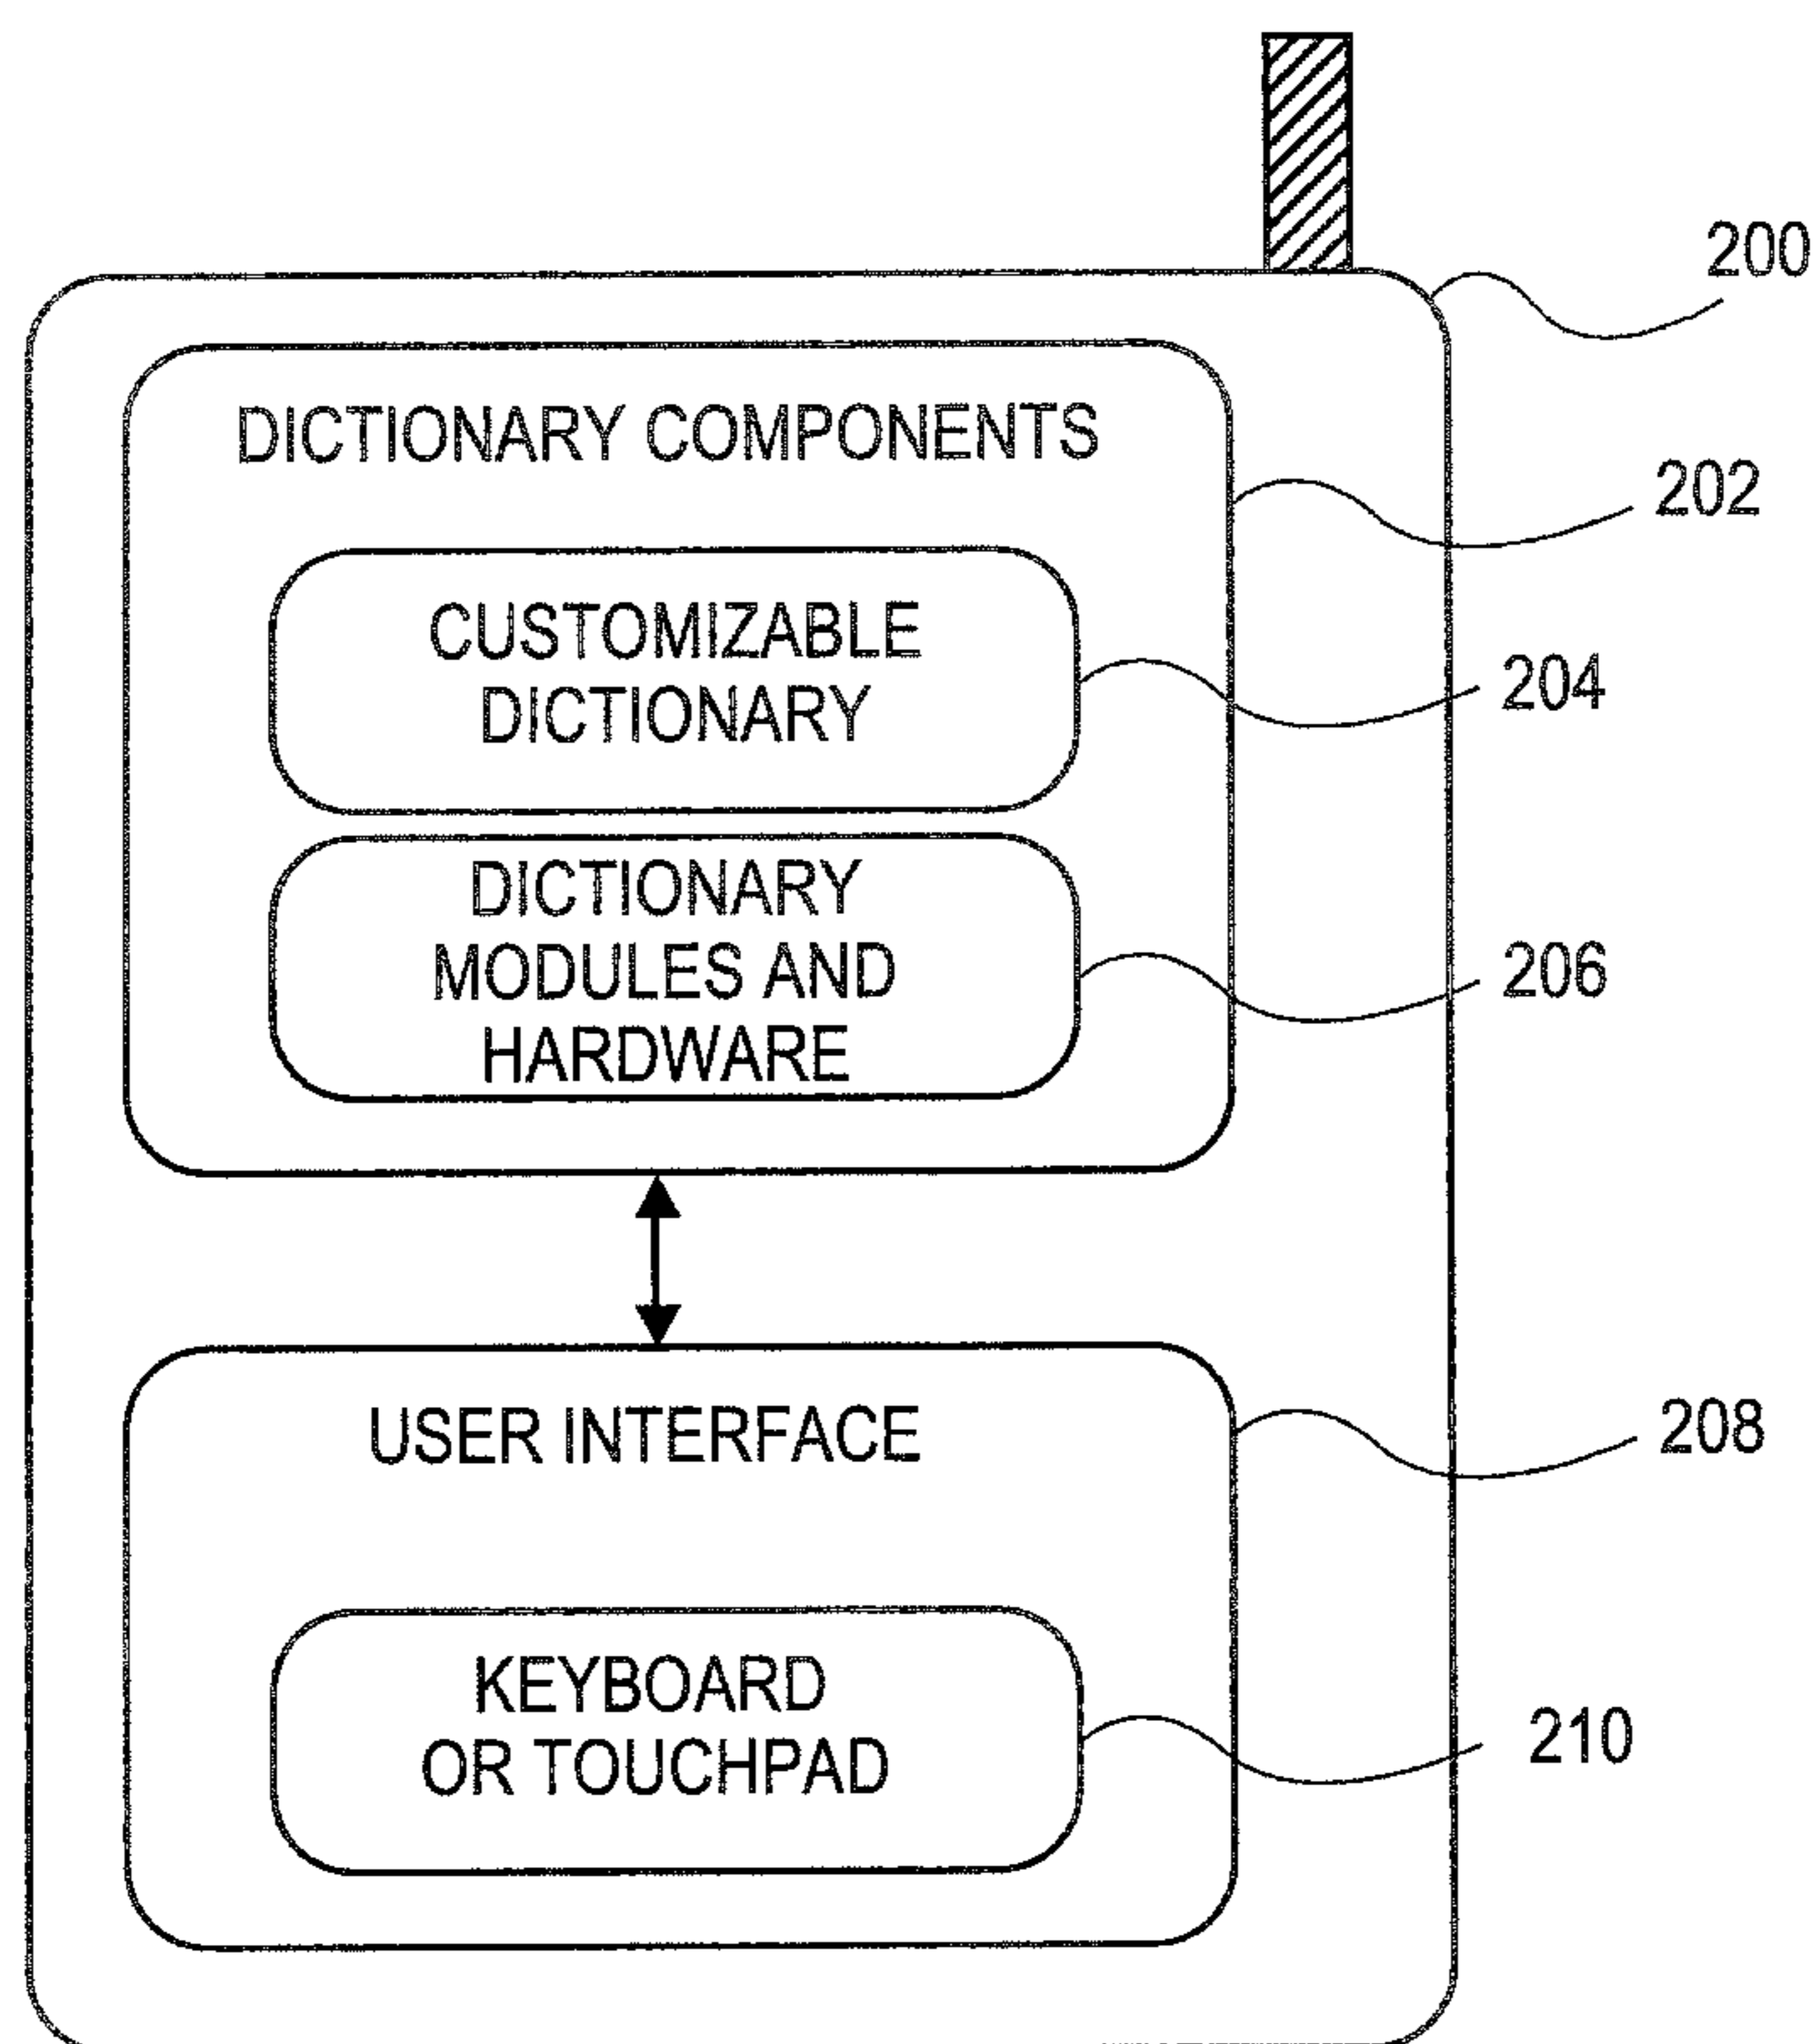 200
DICTIONARY COMPONENTS
202
CUSTOMIZABLE
DICTIONARY
204
DICTIONARY
MODULES AND
HARDWARE
206
USER INTERFACE
208
KEYBOARD
OR TOUCHPAD
210